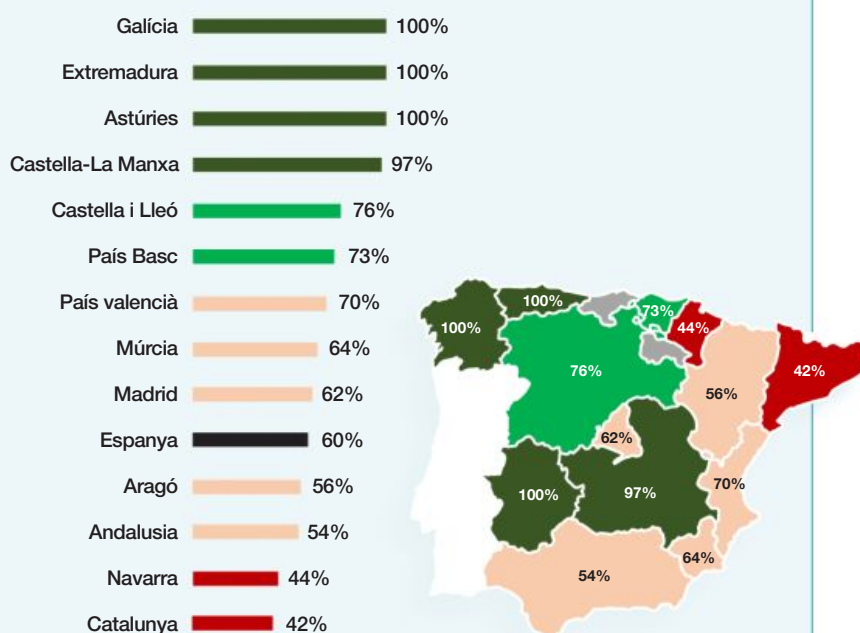 Galícia 100%
Extremadura 100%
Astúries 100%
Castella-La Manxa 97%
Castella i Lleó 76%
País Basc 73%
País valencià 70%
Múrcia 64%
Madrid 62%
Espanya 60%
Aragó 56%
Andalusia 54%
Navarra 44%
Catalunya 42%
100%
100%
73%
44%
76%
42%
56%
62%
70%
100%
97%
64%
54%